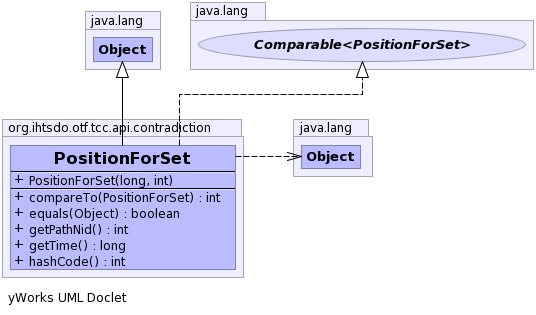 java.lang
Object
java.lang
Comparable<PositionForSet>
org.ihtsdo.otf.tcc.api.contradiction
PositionForSet
+ PositionForSet(long, int)
+ compareTo(PositionForSet) : int
+ equals(Object) : boolean
+ getPathNid() : int
+ getTime() : long
+ hashCode() : int
java.lang
Object
yWorks UML Doclet